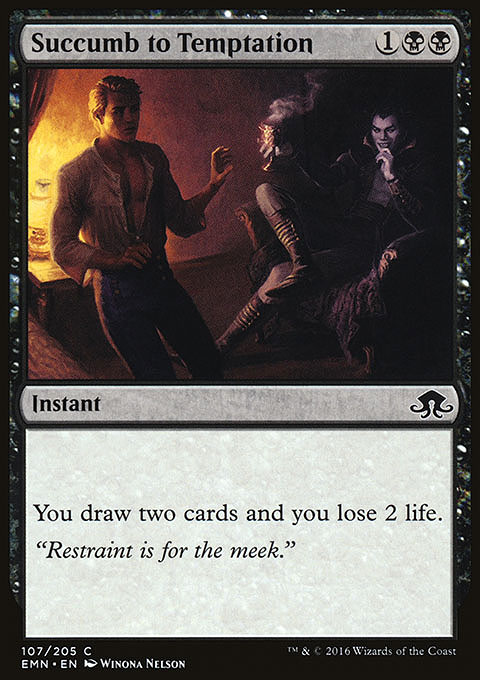 Succumb to Temptation 1
Instant
You draw two cards and you lose 2 life.
“Restraint is for the meek.”
107/205 C
EMN • EN Winona Nelson
™ & © 2016 Wizards of the Coast